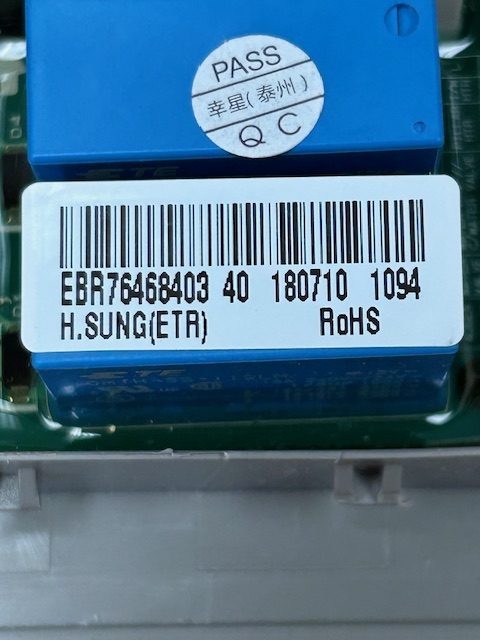 PASS
幸星(泰州)
Q C
EBR76468403 40 180710 1094
H.SUNG(ETR) RoHS